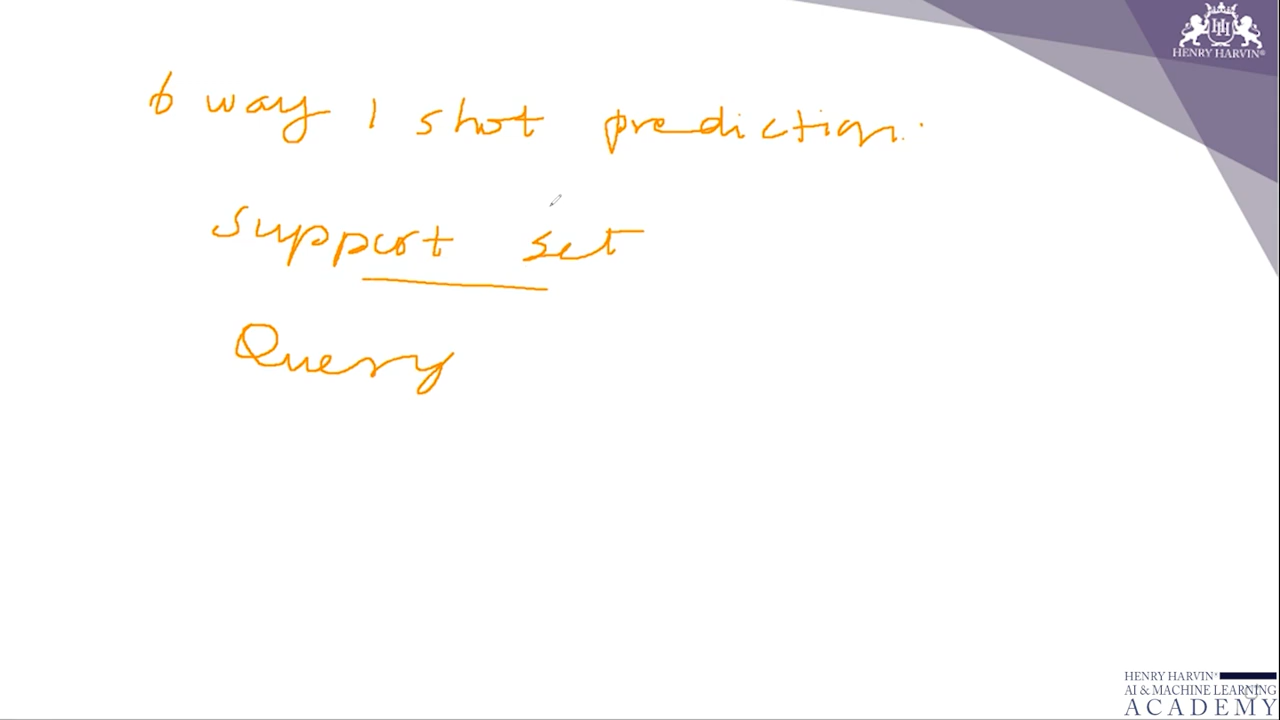 HENRY HARVIN®
6 way 1 shot prediction.
Support set
Query
HENRY HARVIN®
AI & MACHINE LEARNING
ACADEMY